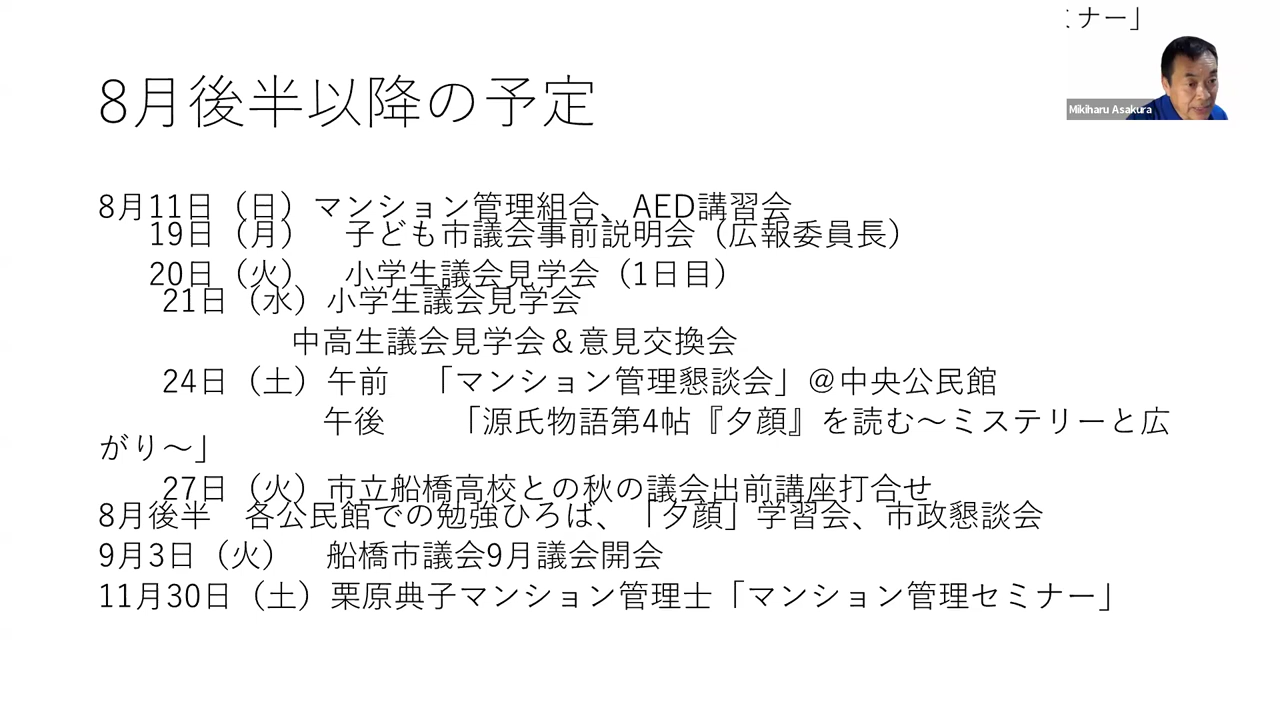 ミナー」
Mikiharu Asakura
8月後半以降の予定
8月11日（日）マンション管理組合、AED講習会
19日（月）　子ども市議会事前説明会（広報委員長）
20日（火）　小学生議会見学会（1日目）
21日（水）小学生議会見学会
中高生議会見学会＆意見交換会
24日（土）午前　「マンション管理懇談会」＠中央公民館
午後　　「源氏物語第4帖『夕顔』を読む～ミステリーと広
がり～」
27日（火）市立船橋高校との秋の議会出前講座打合せ
8月後半　各公民館での勉強ひろば、「夕顔」学習会、市政懇談会
9月3日（火）　船橋市議会9月議会開会
11月30日（土）栗原典子マンション管理士「マンション管理セミナー」